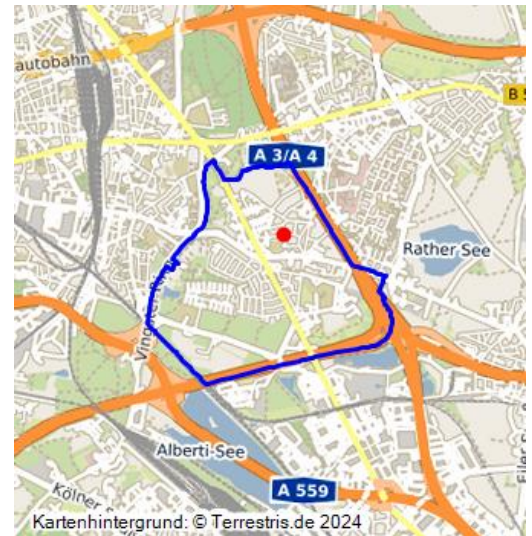 autobahn
B 5
A 3/A 4
Rather See
Vingster Ring
Alberti-See
A 559
Eiler S
Kölner S
Kartenhintergrund: © Terrestris.de 2024